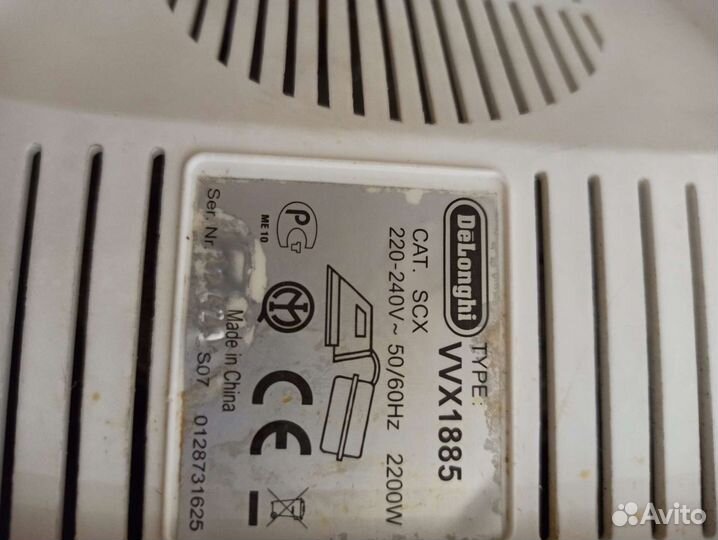 DeLonghi
TYPE:
VVX1885
CAT. SCX
220-240V~ 50/60Hz 2200W
ME 10
Made in China
Ser. Nr.
S07 0128731625
Avito